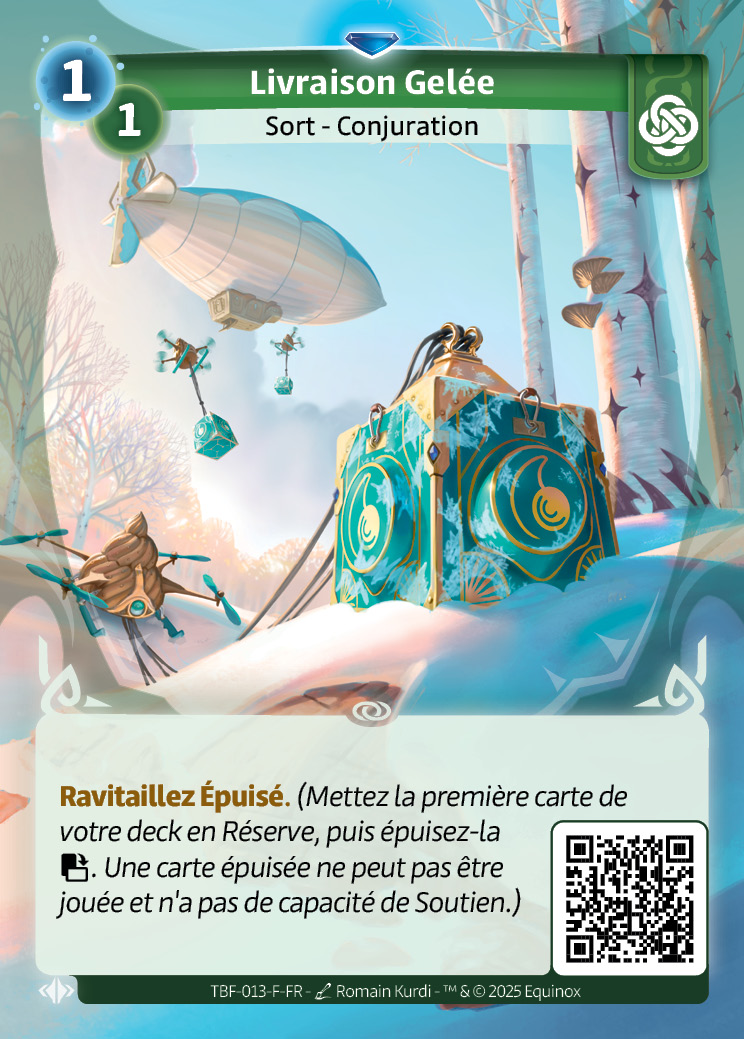 1
Livraison Gelée
1
Sort - Conjuration
Ravitaillez Épuisé. (Mettez la première carte de
votre deck en Réserve, puis épuisez-la
. Une carte épuisée ne peut pas être
jouée et n'a pas de capacité de Soutien.)
TBF-013-F-FR - Romain Kurdi - ™ & © 2025 Equinox